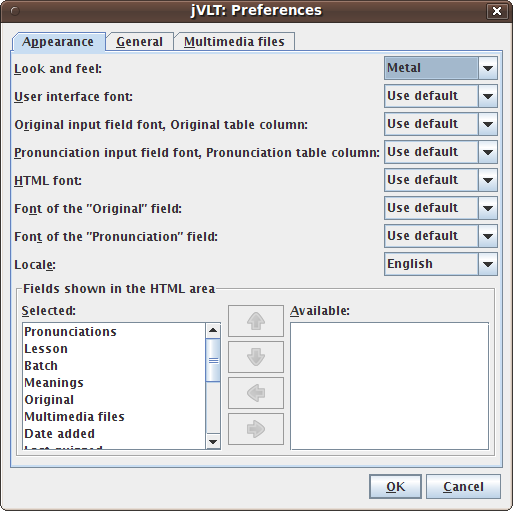 jVLT: Preferences
Appearance General Multimedia files
Look and feel: Metal
User interface font: Use default
Original input field font, Original table column: Use default
Pronunciation input field font, Pronunciation table column: Use default
HTML font: Use default
Font of the "Original" field: Use default
Font of the "Pronunciation" field: Use default
Locale: English
Fields shown in the HTML area
Selected: Available:
Pronunciations
Lesson
Batch
Meanings
Original
Multimedia files
Date added
Last quizzed
OK Cancel